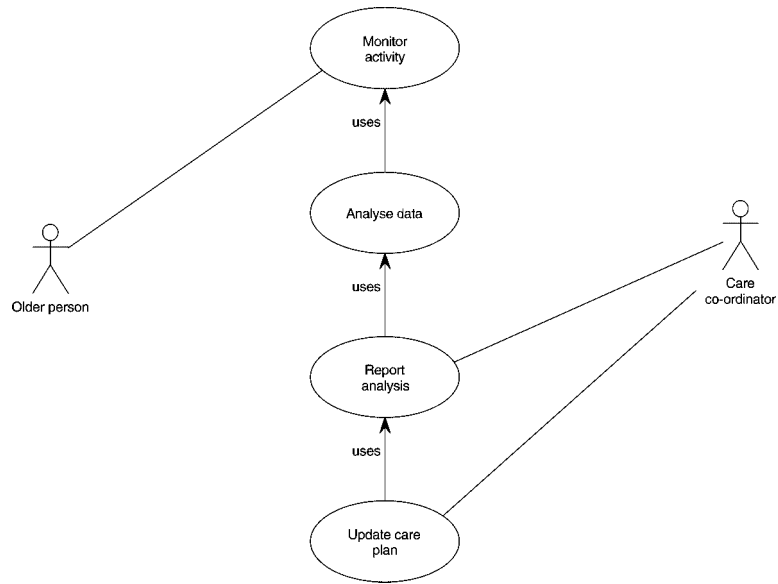 Monitor
activity
uses
Analyse data
Older person
Care
co-ordinator
uses
Report
analysis
uses
Update care
plan